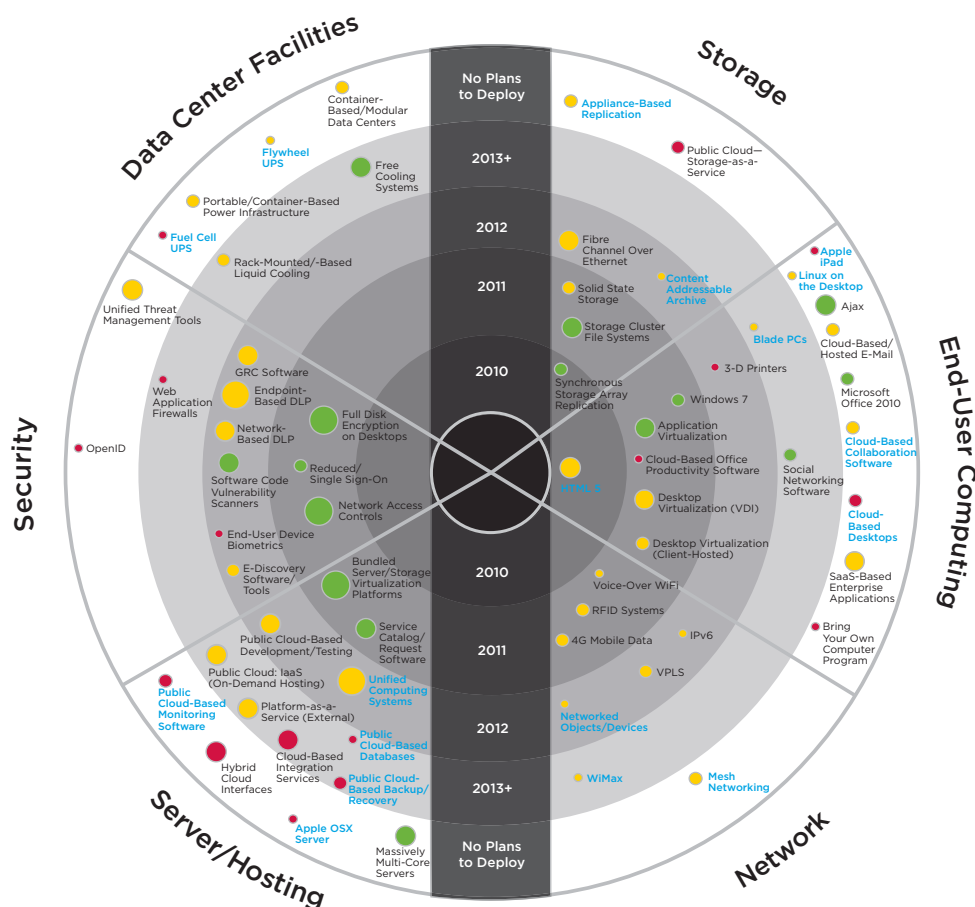 Data Center Facilities
Storage
Security
End-User Computing
Server/Hosting
Network
No Plans
to Deploy
2013+
2012
2011
2010
2010
2011
2012
2013+
No Plans
to Deploy
Container-
Based/Modular
Data Centers
Flywheel
UPS
Free
Cooling
Systems
Portable/Container-Based
Power Infrastructure
Fuel Cell
UPS
Rack-Mounted/-Based
Liquid Cooling
Appliance-Based
Replication
Public Cloud—
Storage-as-a-
Service
Fibre
Channel Over
Ethernet
Content
Addressable
Archive
Solid State
Storage
Storage Cluster
File Systems
Synchronous
Storage Array
Replication
Unified Threat
Management Tools
GRC Software
Web
Application
Firewalls
Endpoint-
Based DLP
Full Disk
Encryption
on Desktops
Network-
Based DLP
OpenID
Software Code
Vulnerability
Scanners
Reduced/
Single Sign-On
Network Access
Controls
End-User Device
Biometrics
E-Discovery
Software/
Tools
Apple
iPad
Linux on
the Desktop
Ajax
Blade PCs
Cloud-Based/
Hosted E-Mail
3-D Printers
Microsoft
Office 2010
Windows 7
Application
Virtualization
Cloud-Based
Collaboration
Software
Cloud-Based Office
Productivity Software
Social
Networking
Software
HTML 5
Desktop
Virtualization (VDI)
Cloud-
Based
Desktops
Desktop Virtualization
(Client-Hosted)
SaaS-Based
Enterprise
Applications
Bring
Your Own
Computer
Program
Bundled
Server/Storage
Virtualization
Platforms
Public Cloud-Based
Development/Testing
Service
Catalog/
Request
Software
Public Cloud: IaaS
(On-Demand Hosting)
Unified
Computing
Systems
Public
Cloud-Based
Monitoring
Software
Platform-as-a-
Service (External)
Public
Cloud-Based
Databases
Hybrid
Cloud
Interfaces
Cloud-Based
Integration
Services
Public Cloud-
Based Backup/
Recovery
Apple OSX
Server
Massively
Multi-Core
Servers
Voice-Over WiFi
RFID Systems
4G Mobile Data
IPv6
VPLS
Networked
Objects/Devices
WiMax
Mesh
Networking